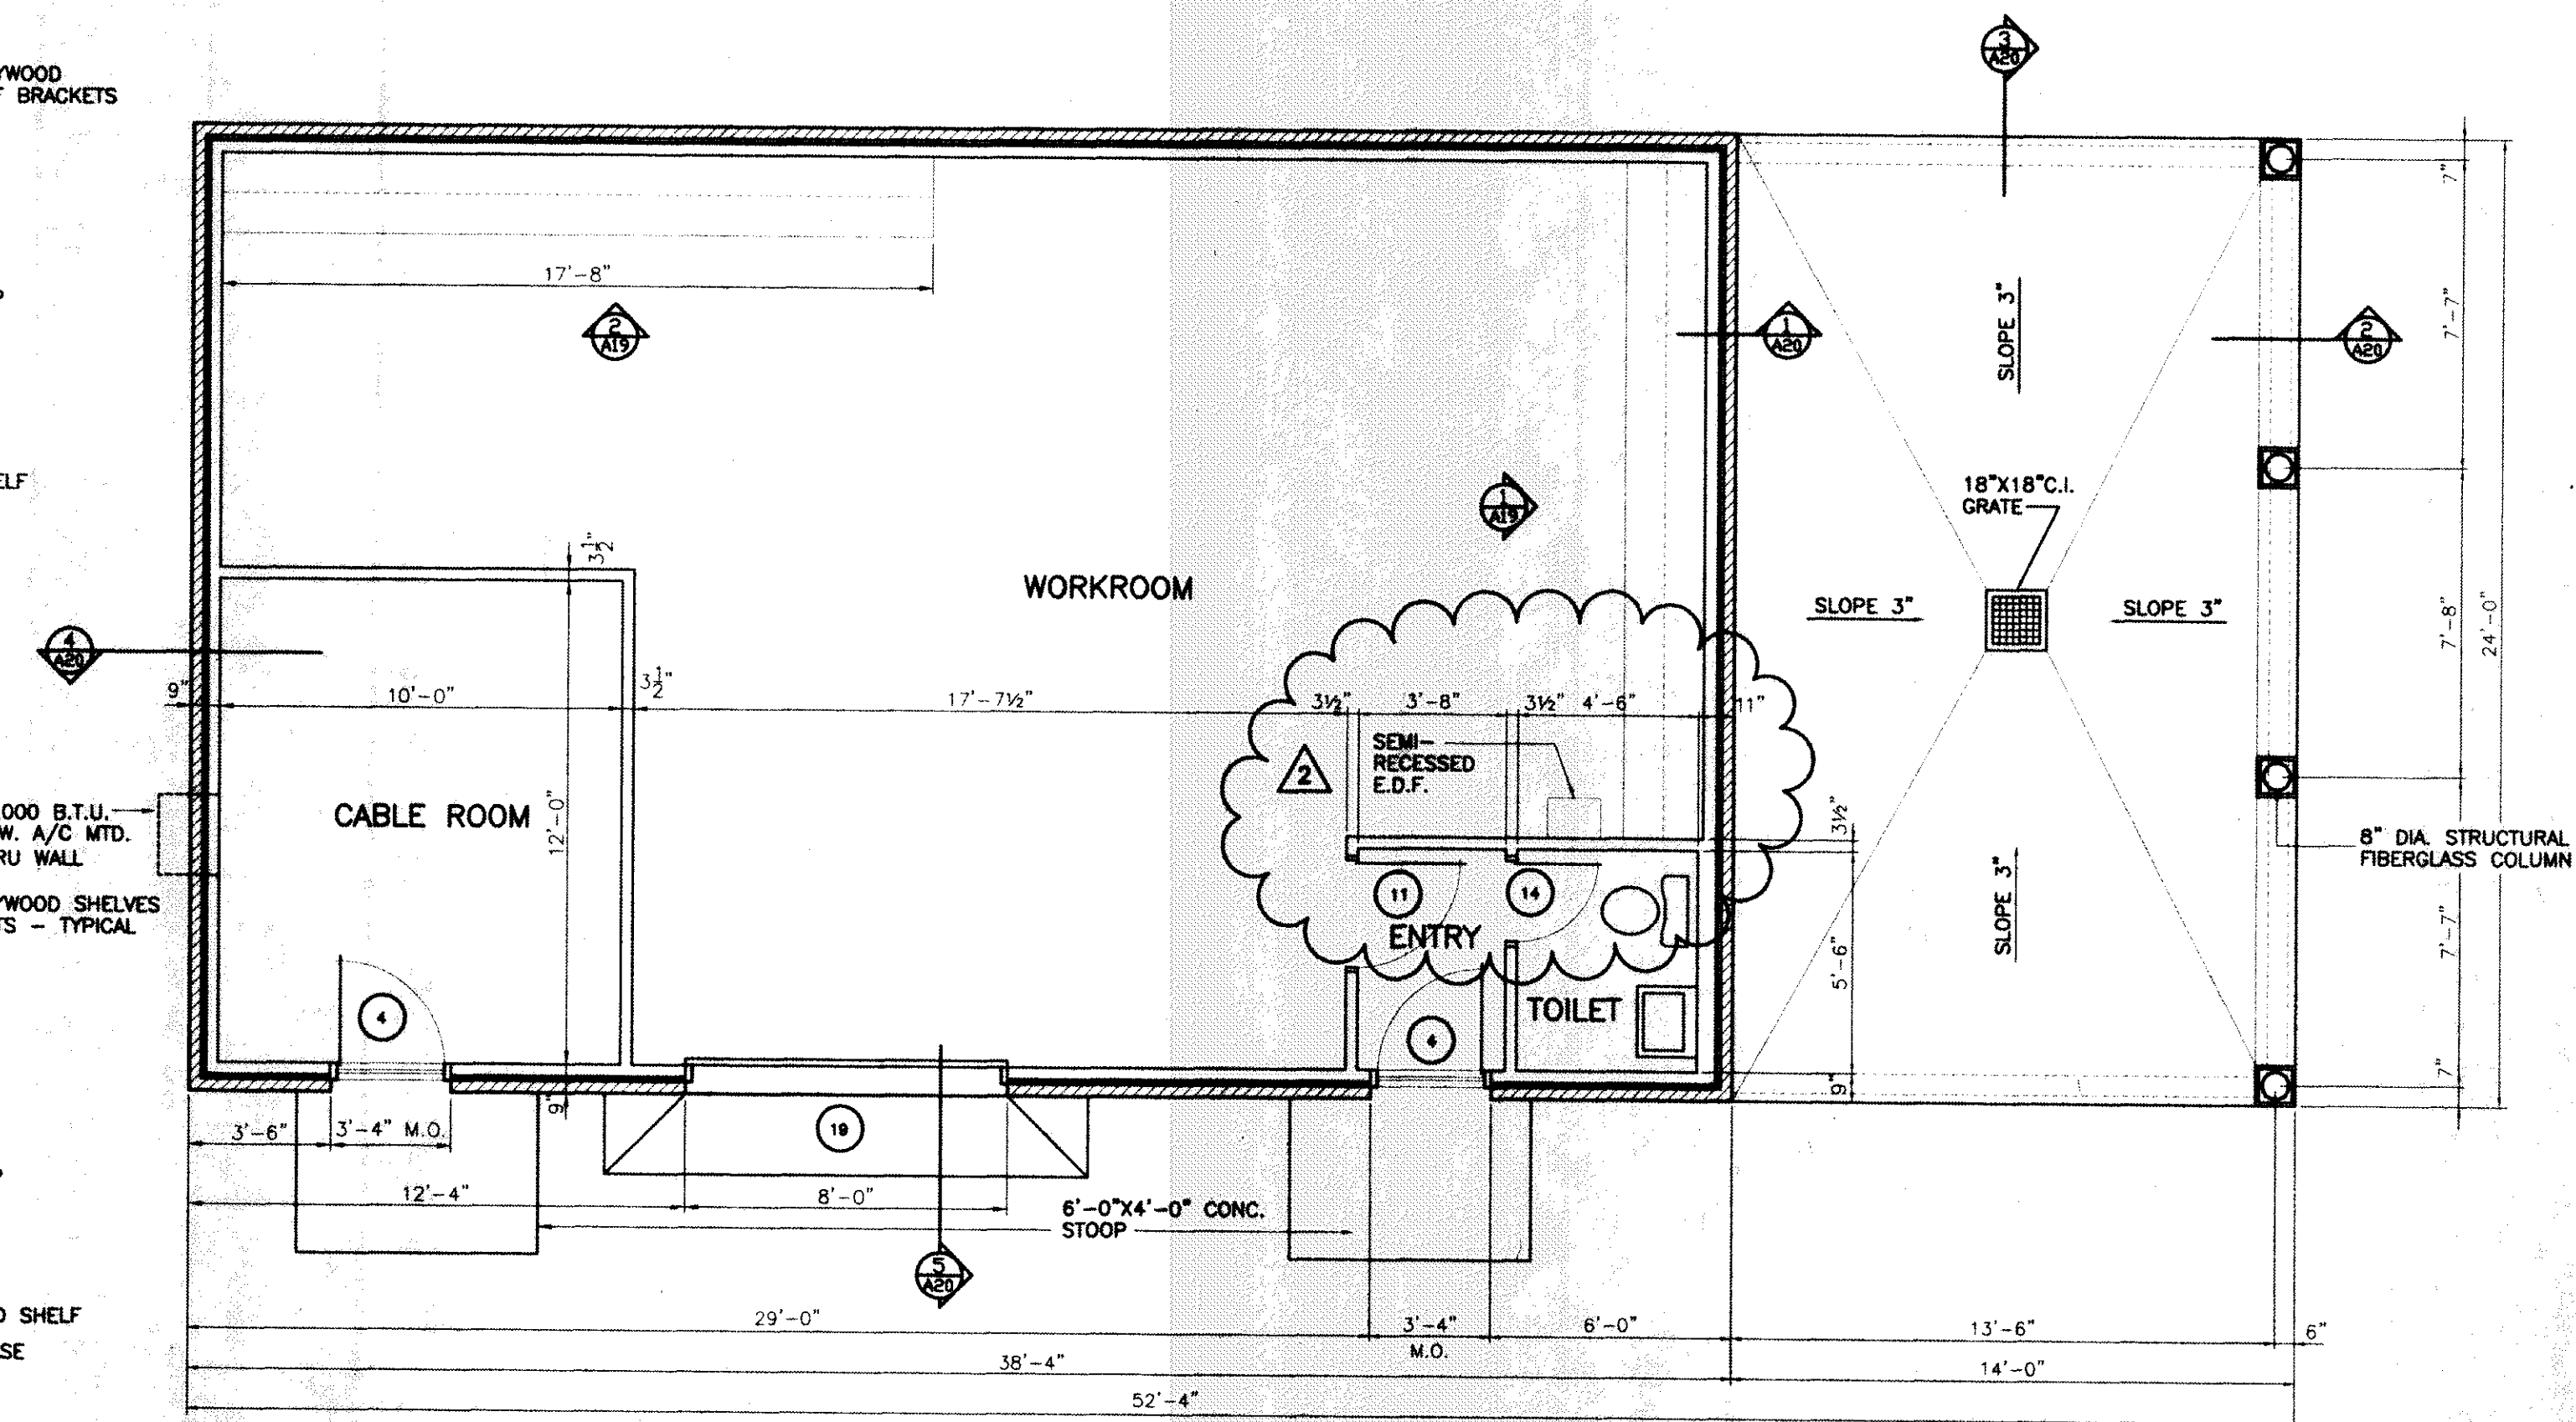 3
A20
YWOOD
F BRACKETS
7"
17'-8"
2
A19
1
A20
SLOPE 3"
7'-7"
2
A20
P
ELF
18"X18"C.I.
GRATE
1
A19
3½"
WORKROOM
SLOPE 3"
SLOPE 3"
7'-8"
24'-0"
4
A20
9"
10'-0"
3½"
17'-7½"
3½"
3'-8"
3½"
4'-6"
11"
SEMI-
RECESSED
E.D.F.
2
,000 B.T.U.
W. A/C MTD.
RU WALL
CABLE ROOM
12'-0"
3½"
8" DIA. STRUCTURAL
FIBERGLASS COLUMN
YWOOD SHELVES
TS - TYPICAL
11
14
ENTRY
SLOPE 3"
7'-7"
5'-6"
4
TOILET
4
7"
9"
9"
3'-6"
3'-4" M.O.
19
P
12'-4"
8'-0"
6'-0"X4'-0" CONC.
STOOP
5
A20
D SHELF
29'-0"
3'-4"
M.O.
6'-0"
13'-6"
6"
SE
38'-4"
14'-0"
52'-4"